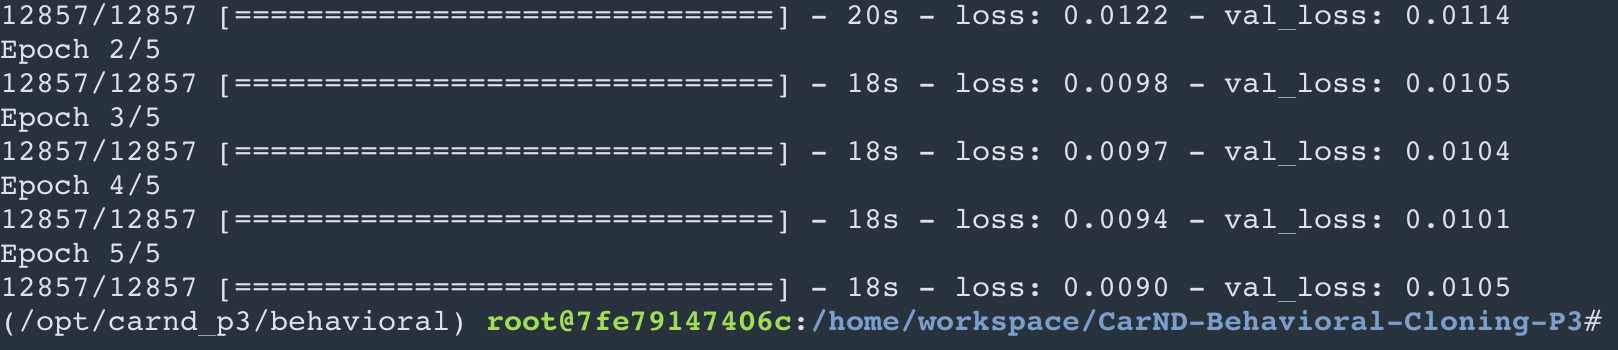 12857/12857 [==============================] - 20s - loss: 0.0122 - val_loss: 0.0114
Epoch 2/5
12857/12857 [==============================] - 18s - loss: 0.0098 - val_loss: 0.0105
Epoch 3/5
12857/12857 [==============================] - 18s - loss: 0.0097 - val_loss: 0.0104
Epoch 4/5
12857/12857 [==============================] - 18s - loss: 0.0094 - val_loss: 0.0101
Epoch 5/5
12857/12857 [==============================] - 18s - loss: 0.0090 - val_loss: 0.0105
(/opt/carnd_p3/behavioral) root@7fe79147406c:/home/workspace/CarND-Behavioral-Cloning-P3#